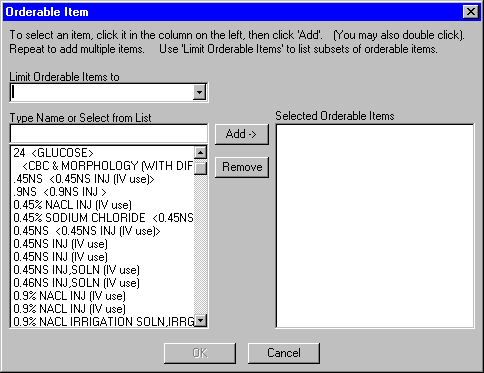 Orderable Item
To select an item, click it in the column on the left, then click 'Add'. (You may also double click).
Repeat to add multiple items. Use 'Limit Orderable Items' to list subsets of orderable items.
Limit Orderable Items to
Type Name or Select from List
Selected Orderable Items
Add ->
Remove
24 <GLUCOSE>
<CBC & MORPHOLOGY (WITH DIF
.45NS <0.45NS INJ (IV use)>
.9NS <0.9NS INJ >
0.45% NACL INJ (IV use)
0.45% SODIUM CHLORIDE <0.45NS
0.45NS <0.45NS INJ (IV use)>
0.45NS INJ (IV use)
0.45NS INJ (IV use)
0.45NS INJ,SOLN (IV use)
0.46NS INJ,SOLN (IV use)
0.9% NACL INJ (IV use)
0.9% NACL INJ (IV use)
0.9% NACL IRRIGATION SOLN,IRRG
OK
Cancel